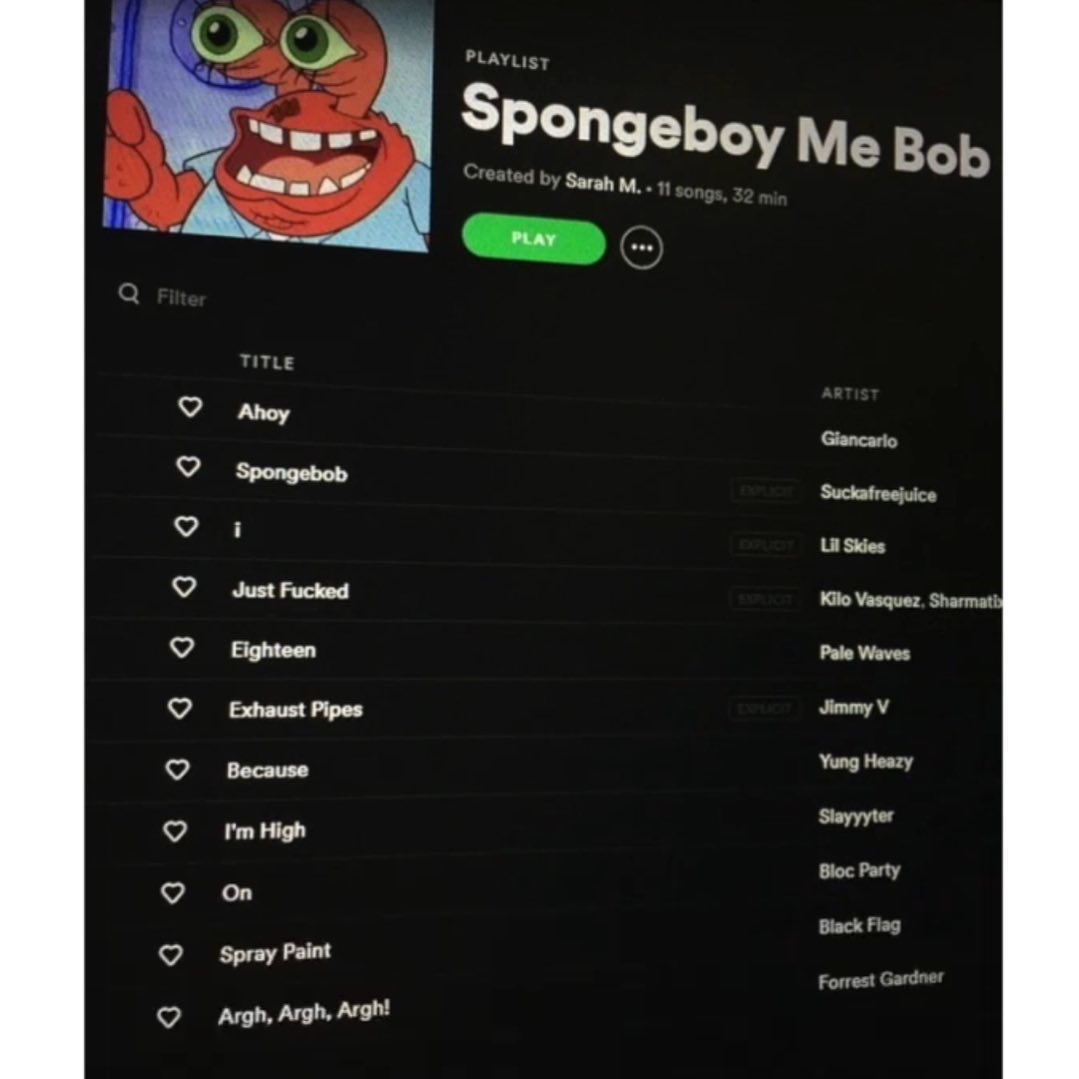 PLAYLIST
Spongeboy Me Bob
Created by Sarah M. • 11 songs, 32 min
PLAY
Filter
TITLE
ARTIST
Ahoy
Giancarlo
Spongebob
EXPLICIT
Suckafreejuice
i
EXPLICIT
Lil Skies
Just Fucked
EXPLICIT
Kilo Vasquez, Sharmatix
Eighteen
Pale Waves
Exhaust Pipes
EXPLICIT
Jimmy V
Because
Yung Heazy
I'm High
Slayyyter
On
Bloc Party
Spray Paint
Black Flag
Argh, Argh, Argh!
Forrest Gardner